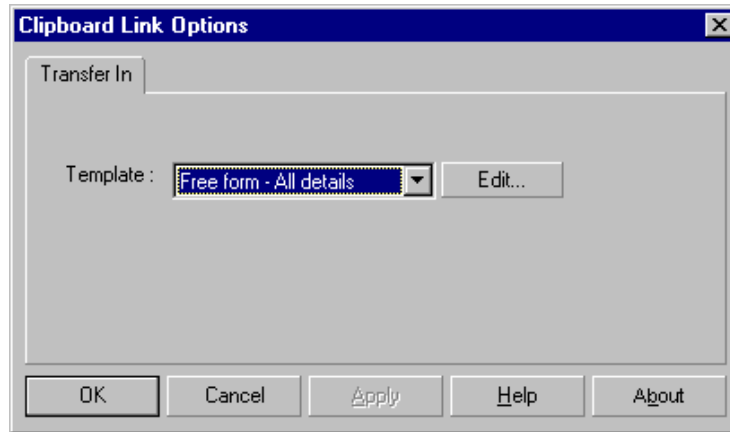 Clipboard Link Options
Transfer In
Template : Free form - All details Edit...
OK Cancel Apply Help About